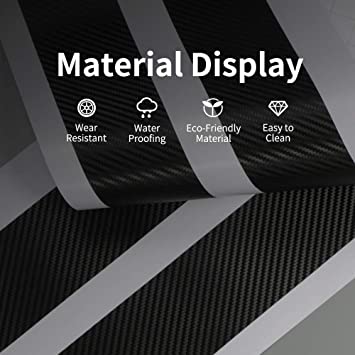 Material Display
Wear
Resistant
Water
Proofing
Eco-Friendly
Material
Easy to
Clean